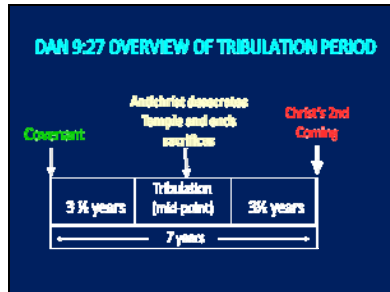 DAN 9:27 OVERVIEW OF TRIBULATION PERIOD
Antichrist desecrates
Temple and ends
sacrifices
Christ's 2nd
Coming
Covenant
3 ½ years
Tribulation
(mid-point)
3½ years
7 years